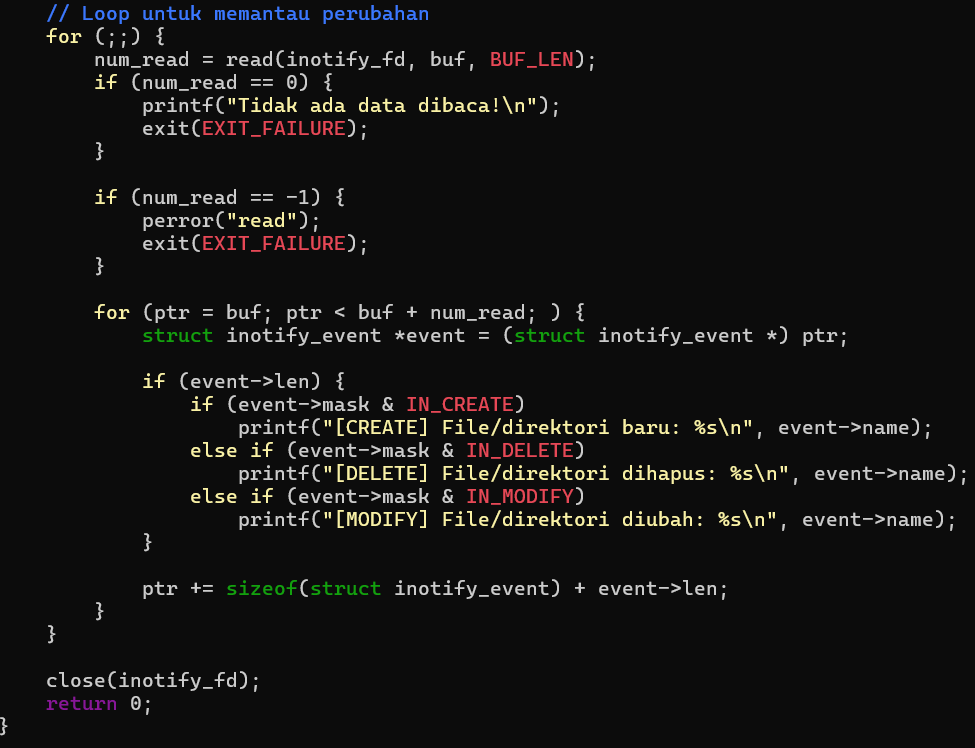 // Loop untuk memantau perubahan
    for (;;) {
        num_read = read(inotify_fd, buf, BUF_LEN);
        if (num_read == 0) {
            printf("Tidak ada data dibaca!\n");
            exit(EXIT_FAILURE);
        }

        if (num_read == -1) {
            perror("read");
            exit(EXIT_FAILURE);
        }

        for (ptr = buf; ptr < buf + num_read; ) {
            struct inotify_event *event = (struct inotify_event *) ptr;

            if (event->len) {
                if (event->mask & IN_CREATE)
                    printf("[CREATE] File/direktori baru: %s\n", event->name);
                else if (event->mask & IN_DELETE)
                    printf("[DELETE] File/direktori dihapus: %s\n", event->name);
                else if (event->mask & IN_MODIFY)
                    printf("[MODIFY] File/direktori diubah: %s\n", event->name);
            }

            ptr += sizeof(struct inotify_event) + event->len;
        }
    }

    close(inotify_fd);
    return 0;
}